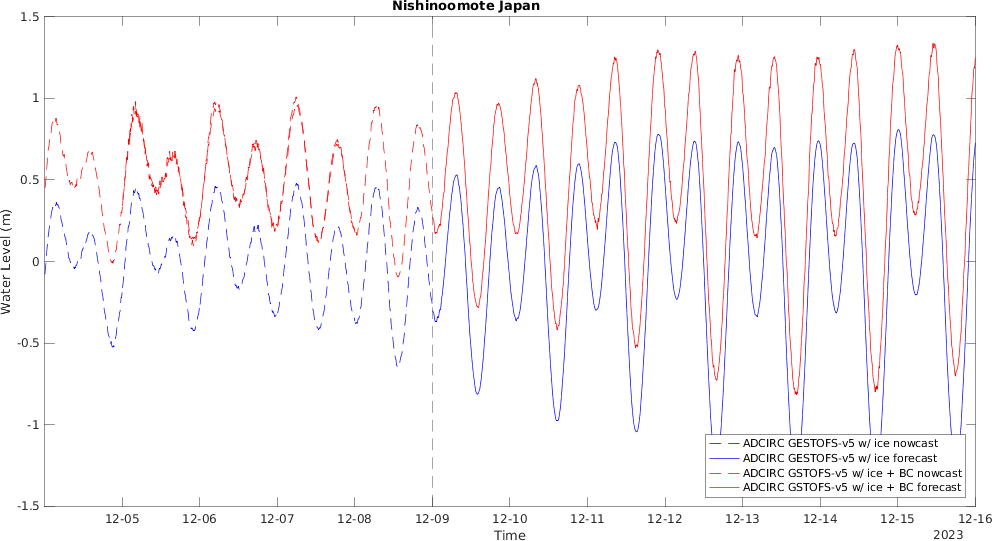 Nishinoomote Japan
1.5
1
0.5
0
-0.5
-1
-1.5
Water Level (m)
12-05 12-06 12-07 12-08 12-09 12-10 12-11 12-12 12-13 12-14 12-15 12-16
Time
2023
ADCIRC GESTOFS-v5 w/ ice nowcast
ADCIRC GESTOFS-v5 w/ ice forecast
ADCIRC GSTOFS-v5 w/ ice + BC nowcast
ADCIRC GSTOFS-v5 w/ ice + BC forecast